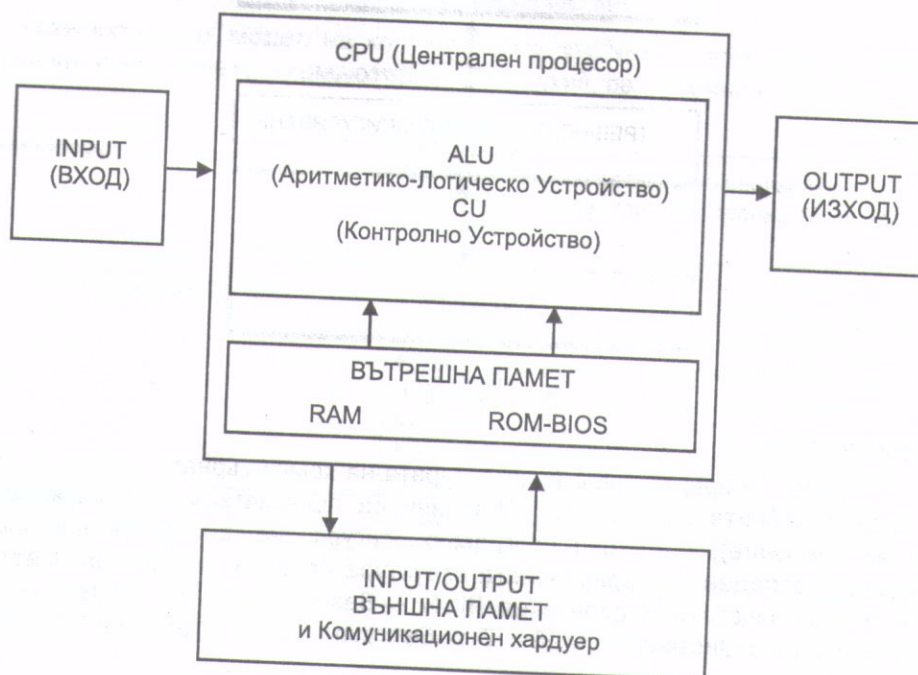 CPU (Централен процесор)
INPUT
(ВХОД)
ALU
(Аритметико-Логическо Устройство)
CU
(Контролно Устройство)
OUTPUT
(ИЗХОД)
ВЪТРЕШНА ПАМЕТ
RAM ROM-BIOS
INPUT/OUTPUT
ВЪНШНА ПАМЕТ
и Комуникационен хардуер